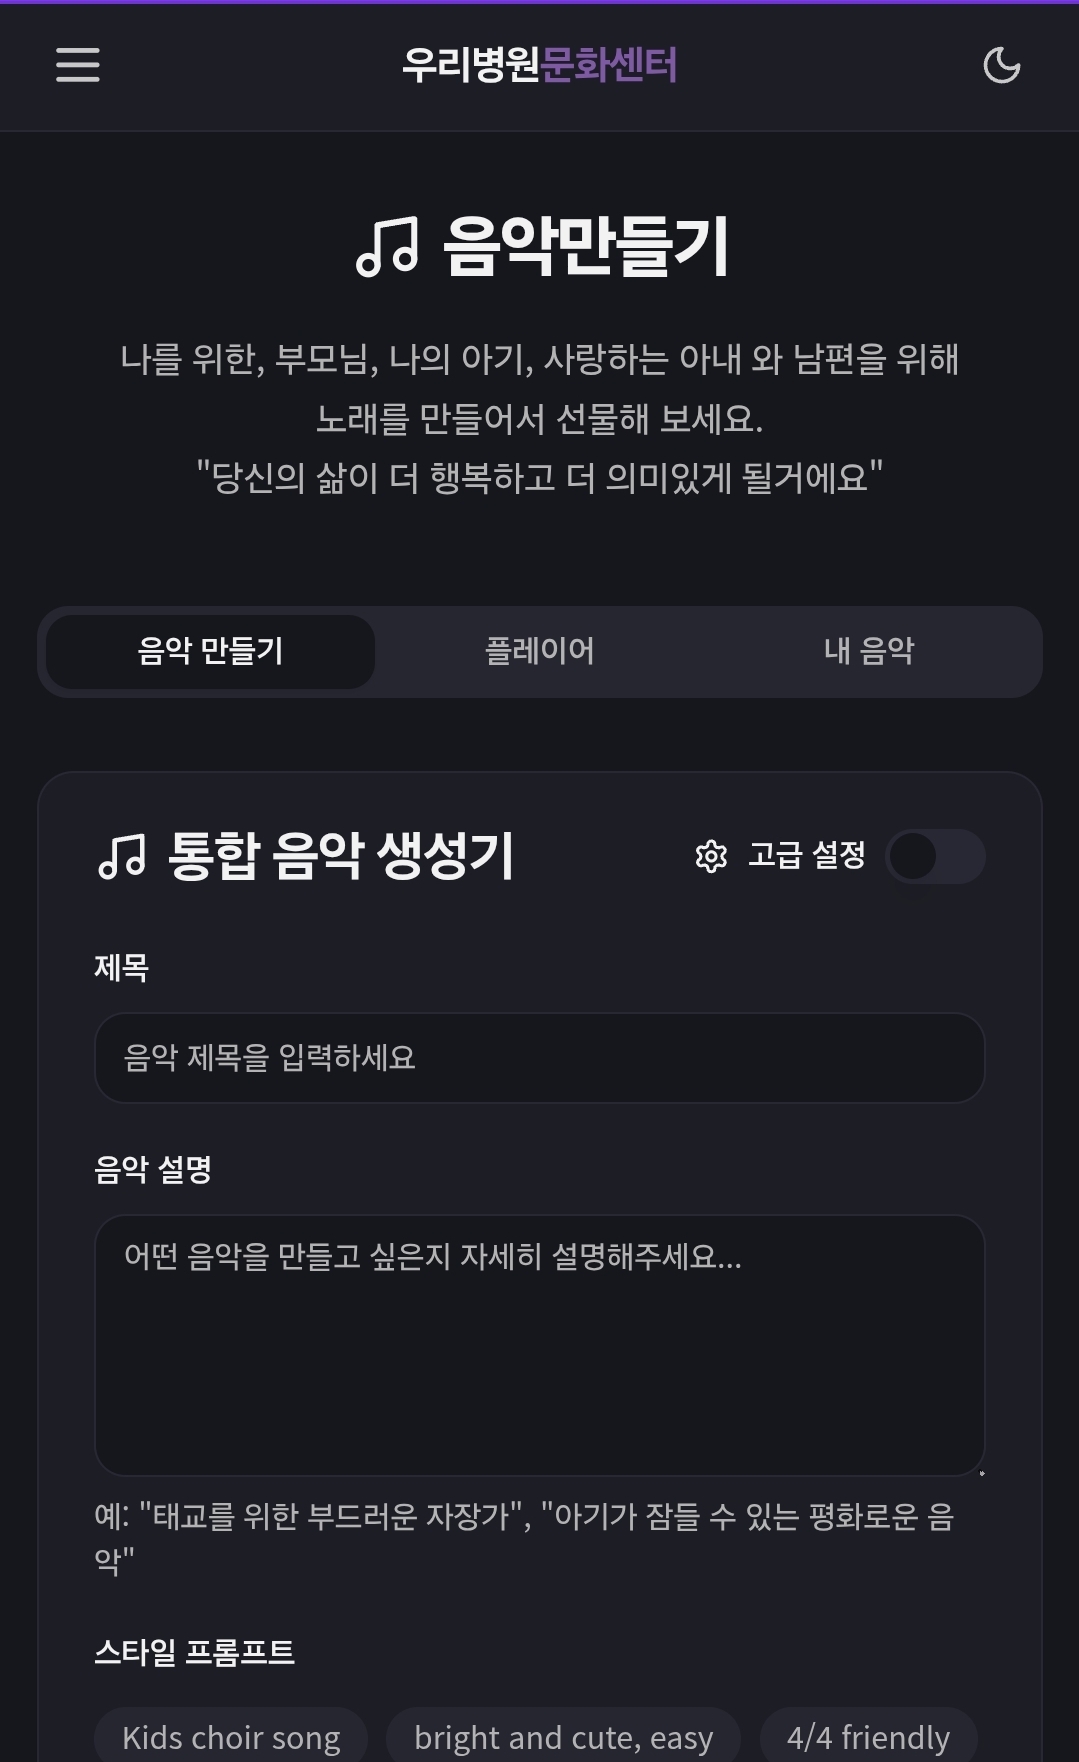 우리병원문화센터
음악만들기
나를 위한, 부모님, 나의 아기, 사랑하는 아내 와 남편을 위해
노래를 만들어서 선물해 보세요.
"당신의 삶이 더 행복하고 더 의미있게 될거에요"
음악 만들기 플레이어 내 음악
통합 음악 생성기 고급 설정
제목
음악 제목을 입력하세요
음악 설명
어떤 음악을 만들고 싶은지 자세히 설명해주세요...
예: "태교를 위한 부드러운 자장가", "아기가 잠들 수 있는 평화로운 음
악"
스타일 프롬프트
Kids choir song bright and cute, easy 4/4 friendly